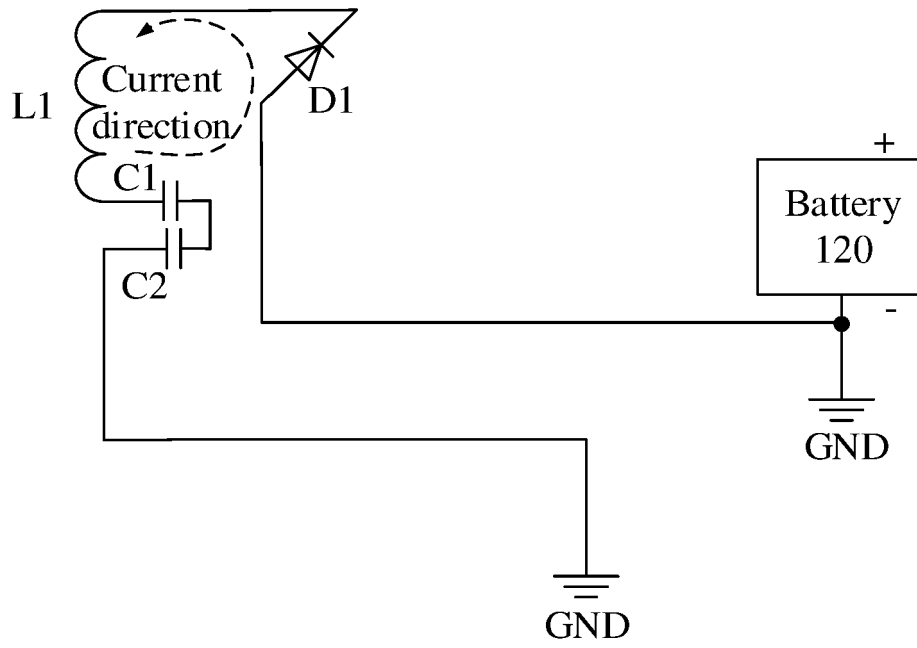 Current
direction
L1
D1
C1
C2
+
Battery
120
-
GND
GND